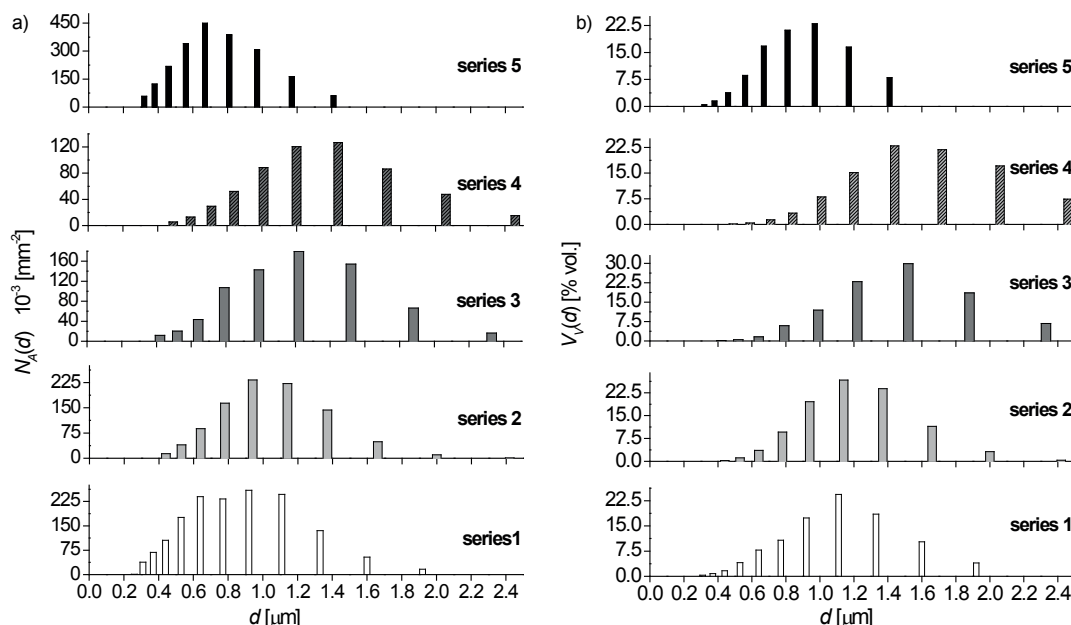 a)
N_A(d) 10^-3 [mm^-2]
450
300
150
0
series 5
120
80
40
0
series 4
160
120
80
40
0
series 3
225
150
75
0
series 2
225
150
75
0
series1
0.0 0.2 0.4 0.6 0.8 1.0 1.2 1.4 1.6 1.8 2.0 2.2 2.4
d [μm]
b)
V_V(d) [% vol.]
22.5
15.0
7.5
0.0
series 5
22.5
15.0
7.5
0.0
series 4
30.0
22.5
15.0
7.5
0.0
series 3
22.5
15.0
7.5
0.0
series 2
22.5
15.0
7.5
0.0
series 1
0.0 0.2 0.4 0.6 0.8 1.0 1.2 1.4 1.6 1.8 2.0 2.2 2.4
d [μm]